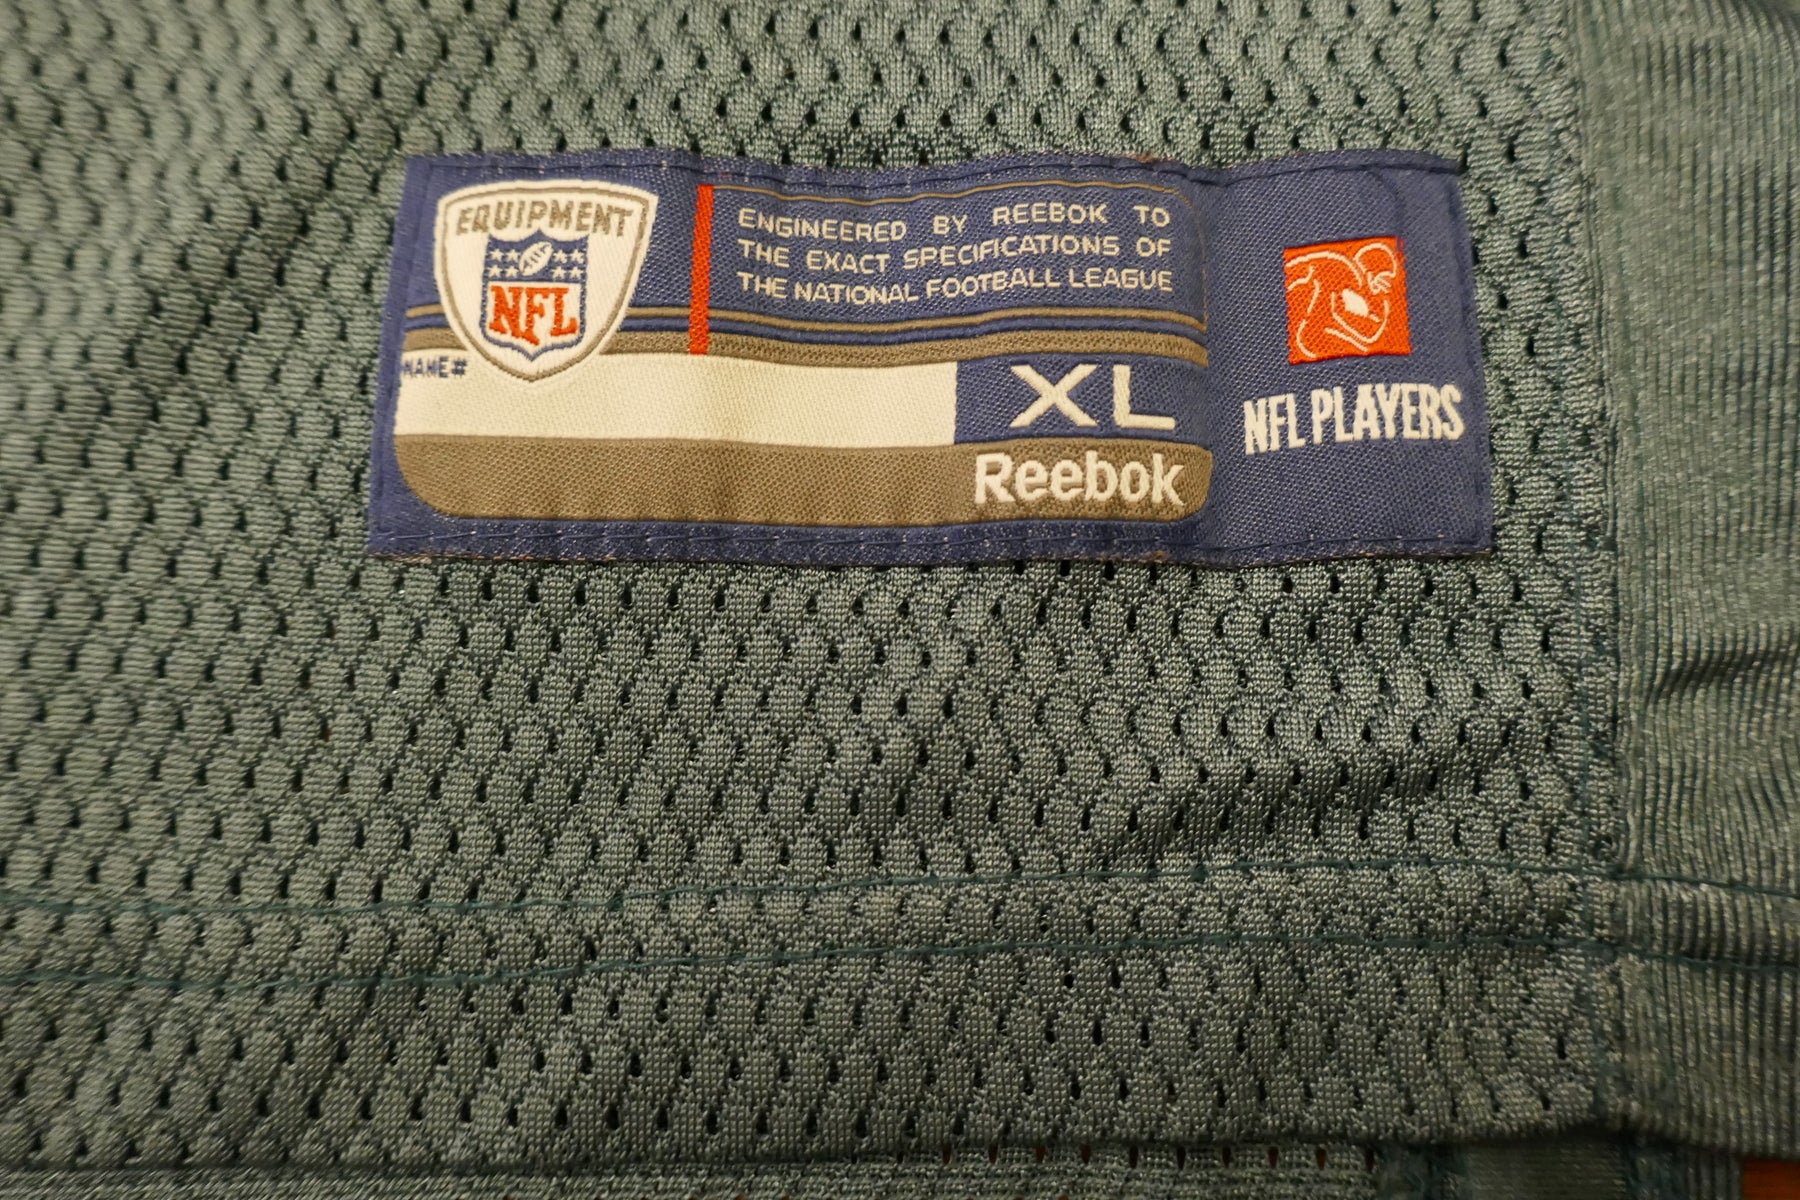 EQUIPMENT
NFL
ENGINEERED BY REEBOK TO
THE EXACT SPECIFICATIONS OF
THE NATIONAL FOOTBALL LEAGUE
NAME#
XL
Reebok
NFL PLAYERS